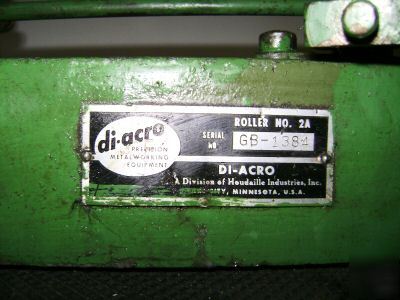 di-acro
PRECISION
METALWORKING
EQUIPMENT
ROLLER NO. 2A
SERIAL
NO
GB-1384
DI-ACRO
A Division of Houdaille Industries, Inc.
CITY, MINNESOTA, U.S.A.